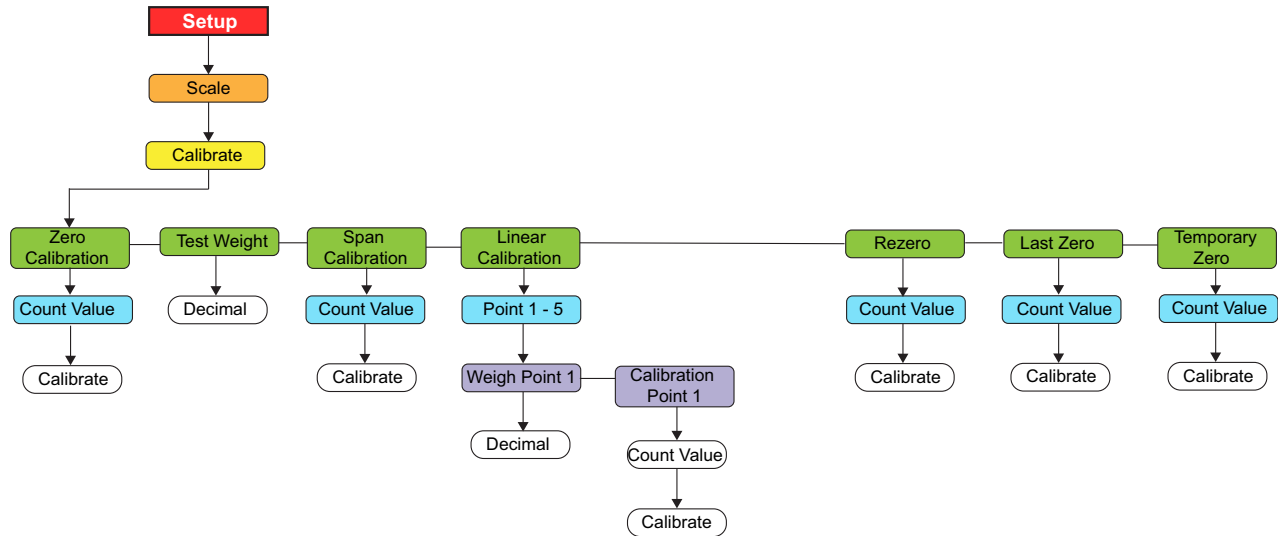 Setup
Scale
Calibrate
Zero
Calibration
Test Weight
Span
Calibration
Linear
Calibration
Rezero
Last Zero
Temporary
Zero
Count Value
Decimal
Count Value
Point 1 - 5
Count Value
Count Value
Count Value
Calibrate
Calibrate
Weigh Point 1
Calibration
Point 1
Calibrate
Calibrate
Calibrate
Decimal
Count Value
Calibrate